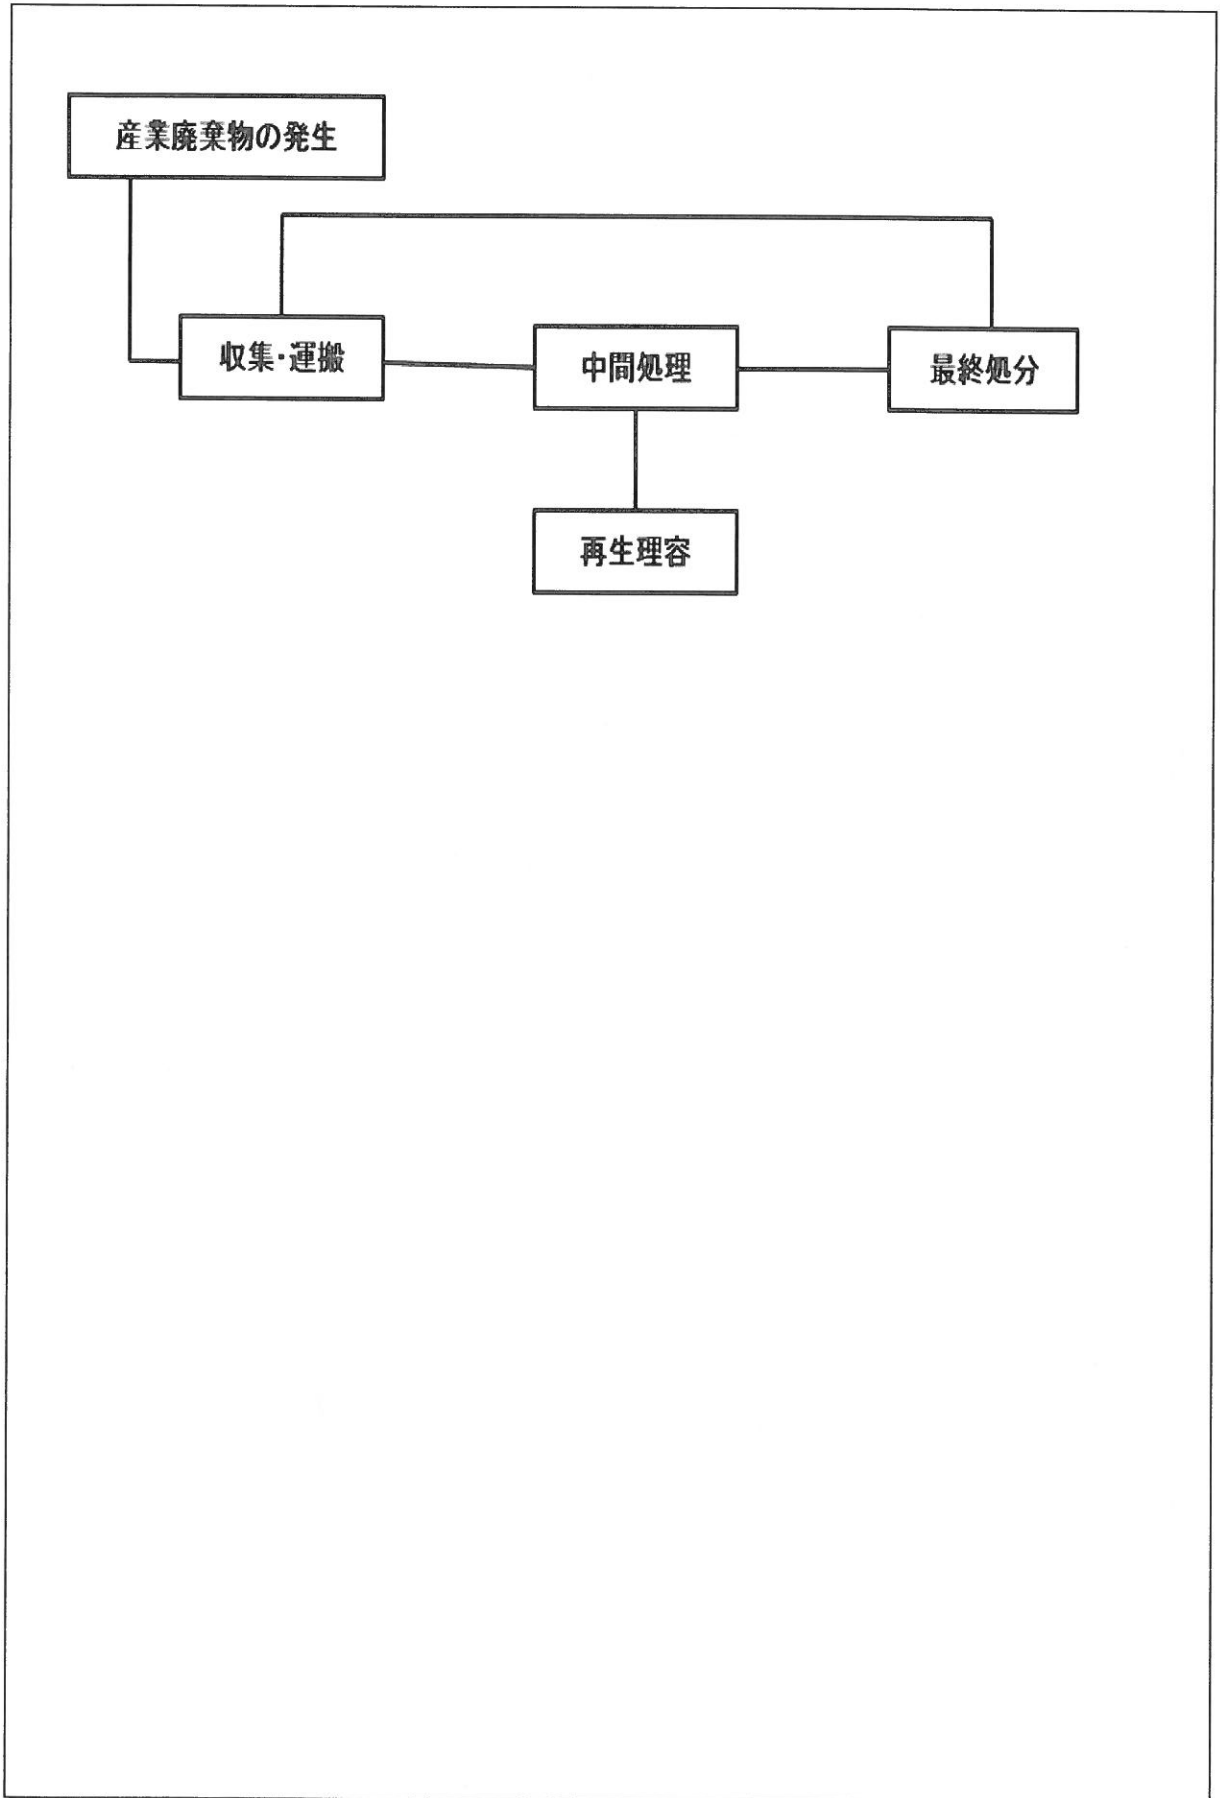 産業廃棄物の発生
収集・運搬
中間処理
最終処分
再生理容